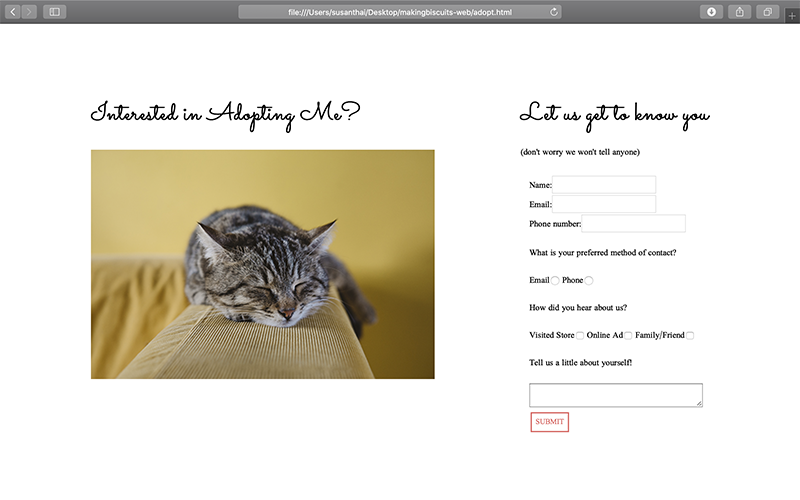 file:///Users/susanthai/Desktop/makingbiscuits-web/adopt.html
Interested in Adopting Me?
Let us get to know you
(don't worry we won't tell anyone)
Name:
Email:
Phone number:
What is your preferred method of contact?
Email Phone
How did you hear about us?
Visited Store Online Ad Family/Friend
Tell us a little about yourself!
SUBMIT